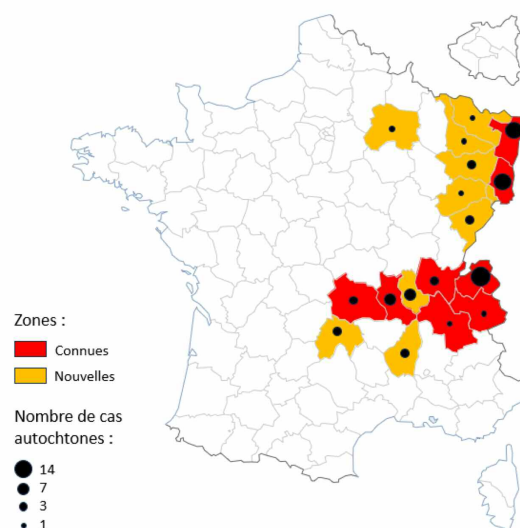 Zones :
Connues
Nouvelles
Nombre de cas
autochtones :
14
7
3
1